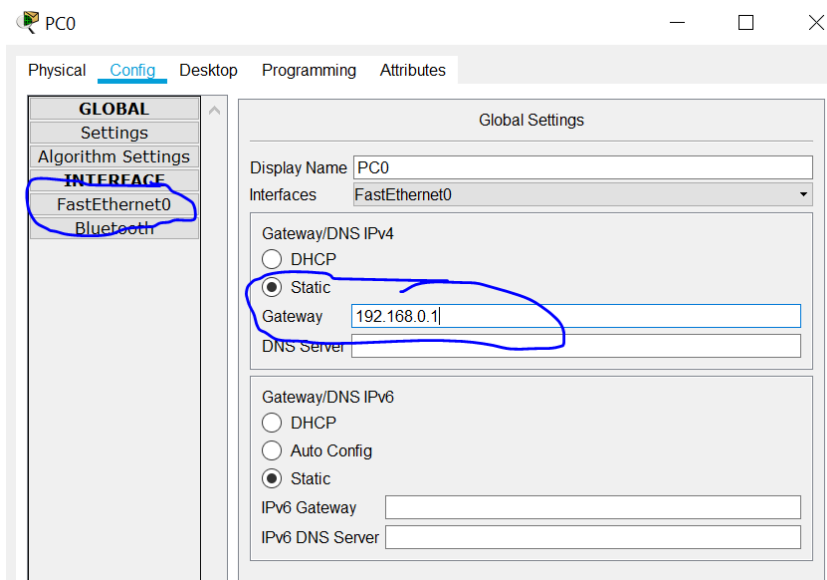 PC0
Physical Config Desktop Programming Attributes
GLOBAL
Settings
Algorithm Settings
INTERFACE
FastEthernet0
Bluetooth
Global Settings
Display Name PC0
Interfaces FastEthernet0
Gateway/DNS IPv4
DHCP
Static
Gateway 192.168.0.1
DNS Server
Gateway/DNS IPv6
DHCP
Auto Config
Static
IPv6 Gateway
IPv6 DNS Server